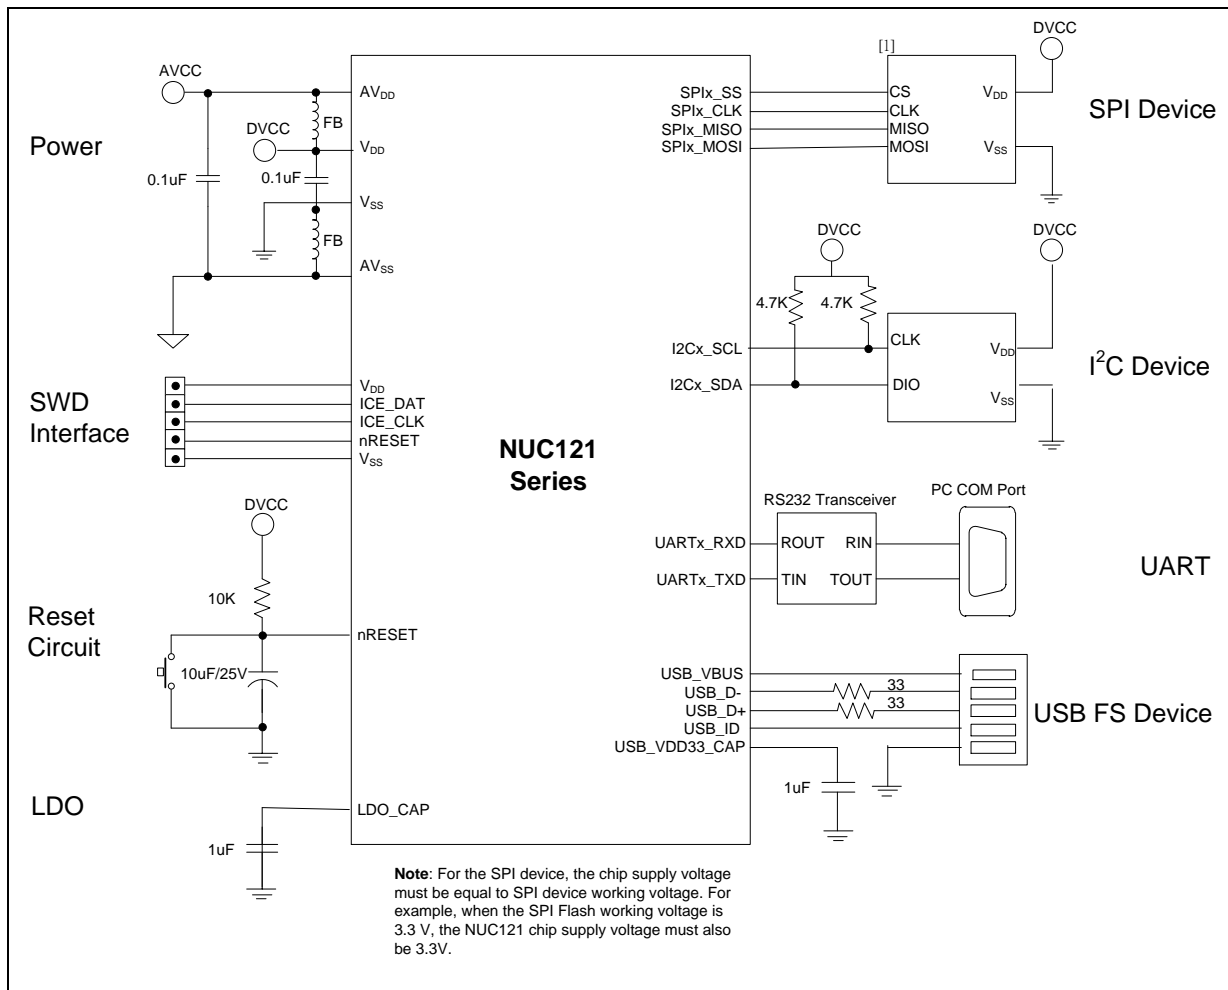 Power
AVCC
DVCC
0.1uF
0.1uF
FB
FB
AVDD
VDD
VSS
AVSS
SWD
Interface
VDD
ICE_DAT
ICE_CLK
nRESET
VSS
Reset
Circuit
DVCC
10K
10uF/25V
nRESET
LDO
1uF
LDO_CAP
NUC121
Series
SPIx_SS
SPIx_CLK
SPIx_MISO
SPIx_MOSI
[1]
CS
CLK
MISO
MOSI
VDD
VSS
DVCC
SPI Device
DVCC
4.7K
4.7K
I2Cx_SCL
I2Cx_SDA
CLK
DIO
VDD
VSS
DVCC
I²C Device
RS232 Transceiver
PC COM Port
UARTx_RXD
UARTx_TXD
ROUT
RIN
TIN
TOUT
UART
USB_VBUS
USB_D-
USB_D+
USB_ID
USB_VDD33_CAP
33
33
1uF
USB FS Device
Note: For the SPI device, the chip supply voltage
must be equal to SPI device working voltage. For
example, when the SPI Flash working voltage is
3.3 V, the NUC121 chip supply voltage must also
be 3.3V.